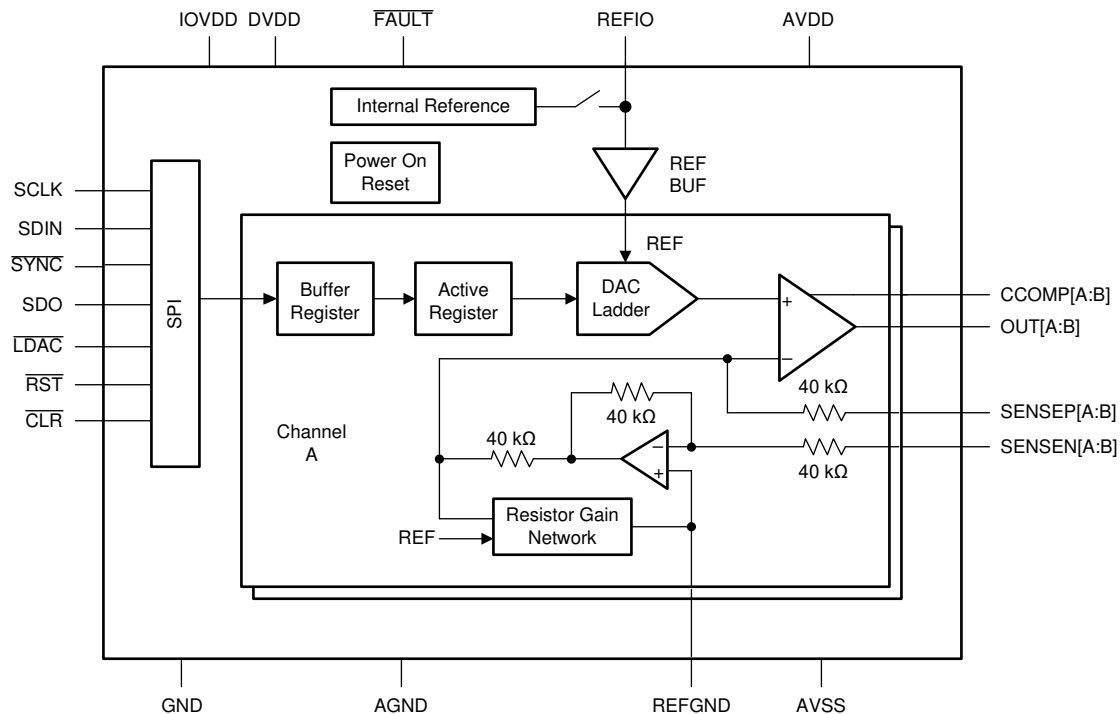 IOVDD DVDD FAULT REFIO AVDD
Internal Reference
Power On
Reset
REF
BUF
SCLK
SDIN
SYNC
SDO
LDAC
RST
CLR
SPI
REF
Buffer
Register
Active
Register
DAC
Ladder
+
–
CCOMP[A:B]
OUT[A:B]
40 kΩ
SENSEP[A:B]
40 kΩ
SENSEN[A:B]
40 kΩ
40 kΩ
–
+
Channel
A
Resistor Gain
Network
REF
GND AGND REFGND AVSS